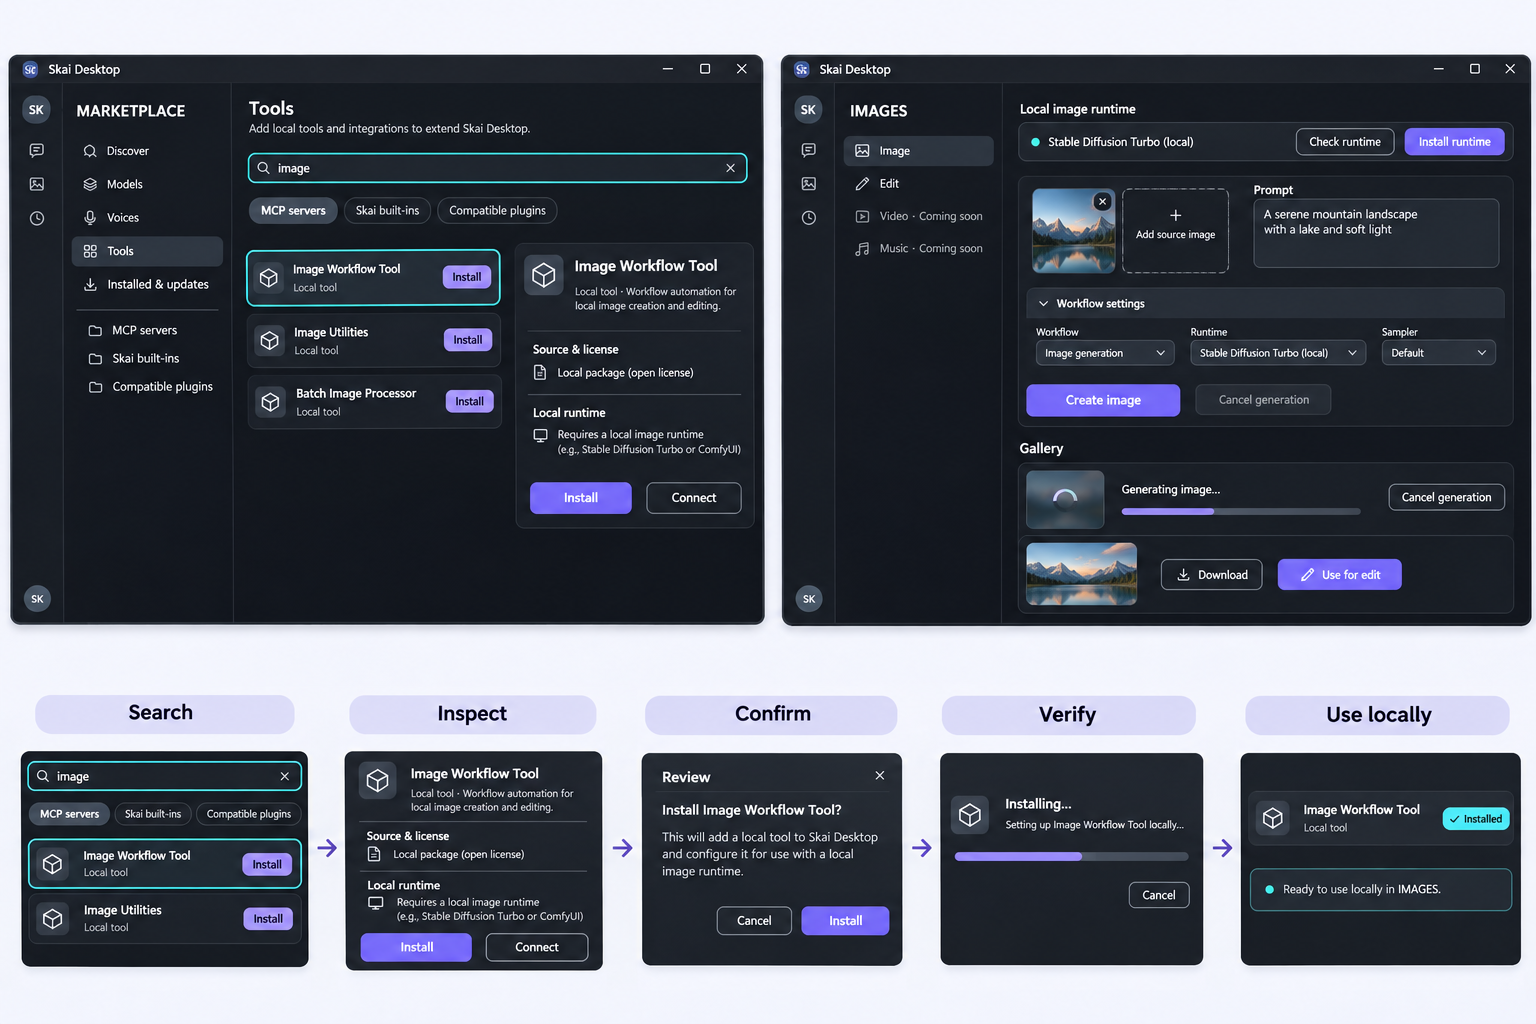 Skai Desktop
SK
MARKETPLACE
Discover
Models
Voices
Tools
Installed & updates
MCP servers
Skai built-ins
Compatible plugins
SK
Tools
Add local tools and integrations to extend Skai Desktop.
image
MCP servers
Skai built-ins
Compatible plugins
Image Workflow Tool
Local tool
Install
Image Utilities
Local tool
Install
Batch Image Processor
Local tool
Install
Image Workflow Tool
Local tool · Workflow automation for
local image creation and editing.
Source & license
Local package (open license)
Local runtime
Requires a local image runtime
(e.g., Stable Diffusion Turbo or ComfyUI)
Install
Connect
Skai Desktop
SK
IMAGES
Image
Edit
Video · Coming soon
Music · Coming soon
SK
Local image runtime
Stable Diffusion Turbo (local)
Check runtime
Install runtime
Add source image
Prompt
A serene mountain landscape
with a lake and soft light
Workflow settings
Workflow
Image generation
Runtime
Stable Diffusion Turbo (local)
Sampler
Default
Create image
Cancel generation
Gallery
Generating image...
Cancel generation
Download
Use for edit
Search
image
MCP servers
Skai built-ins
Compatible plugins
Image Workflow Tool
Local tool
Install
Image Utilities
Local tool
Install
Inspect
Image Workflow Tool
Local tool · Workflow automation for
local image creation and editing.
Source & license
Local package (open license)
Local runtime
Requires a local image runtime
(e.g., Stable Diffusion Turbo or ComfyUI)
Install
Connect
Confirm
Review
Install Image Workflow Tool?
This will add a local tool to Skai Desktop
and configure it for use with a local
image runtime.
Cancel
Install
Verify
Installing...
Setting up Image Workflow Tool locally...
Cancel
Use locally
Image Workflow Tool
Local tool
Installed
Ready to use locally in IMAGES.